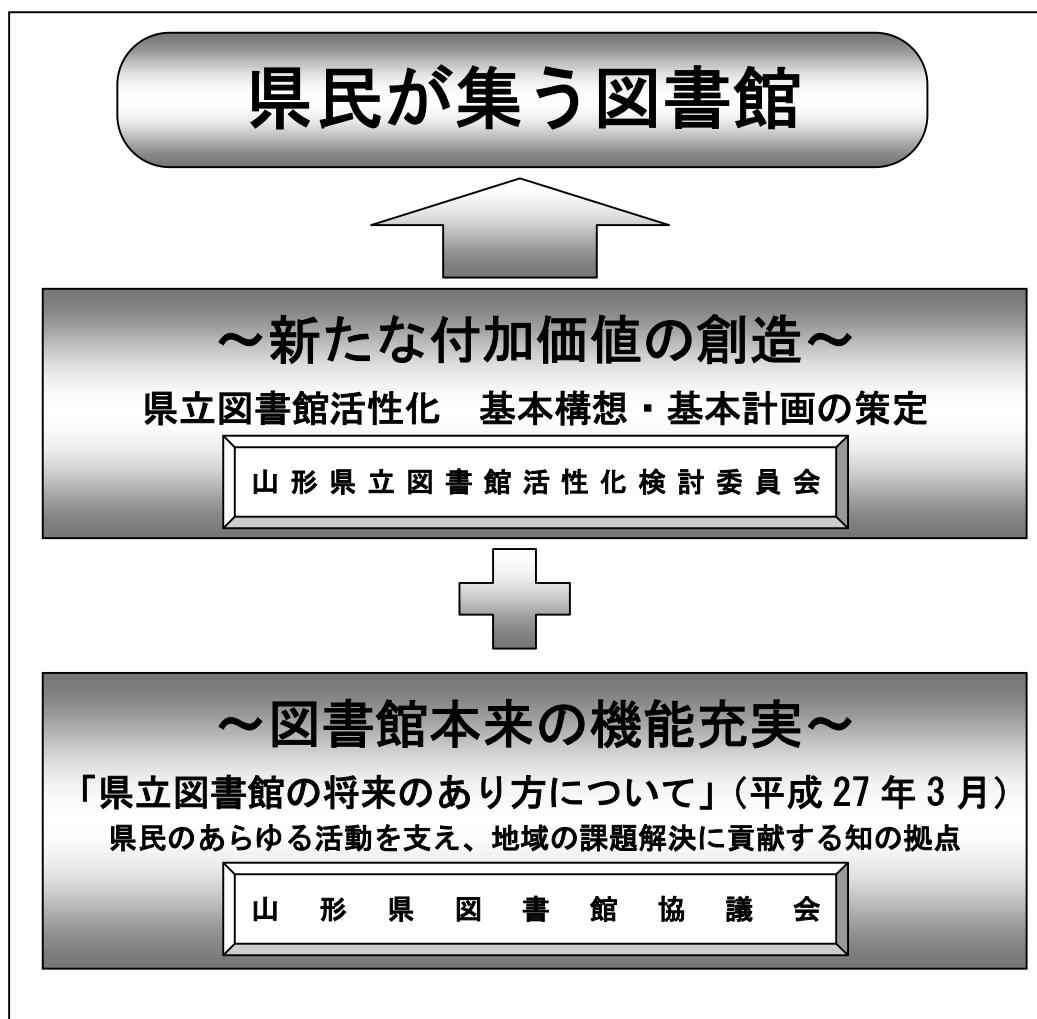 県民が集う図書館
～新たな付加価値の創造～
県立図書館活性化　基本構想・基本計画の策定
山形県立図書館活性化検討委員会
～図書館本来の機能充実～
「県立図書館の将来のあり方について」（平成 27 年 3 月）
県民のあらゆる活動を支え、地域の課題解決に貢献する知の拠点
山形県図書館協議会